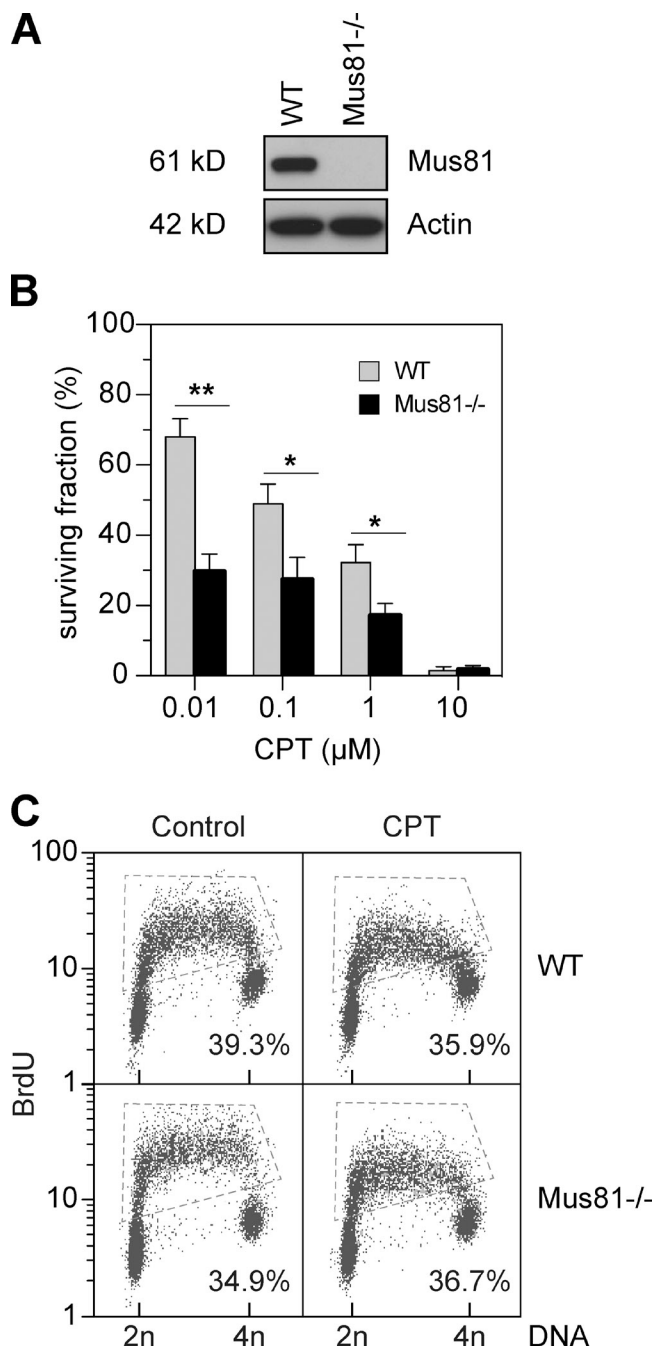 A
WT
Mus81-/-
61 kD
Mus81
42 kD
Actin
B
100
80
60
40
20
0
surviving fraction (%)
**
*
*
WT
Mus81-/-
0.01
0.1
1
10
CPT (µM)
C
Control
CPT
100
10
1
39.3%
35.9%
WT
BrdU
10
1
34.9%
36.7%
Mus81-/-
2n
4n
2n
4n
DNA